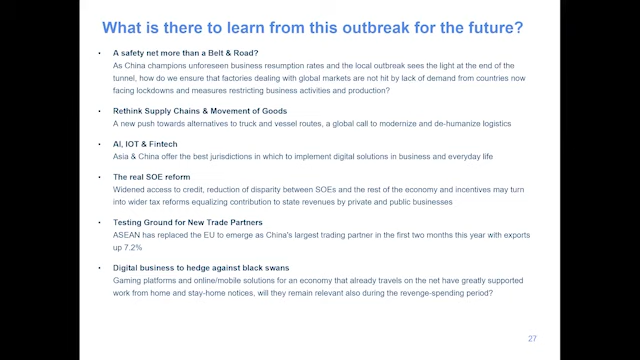 What is there to learn from this outbreak for the future?
• A safety net more than a Belt & Road?
As China champions unforeseen business resumption rates and the local outbreak sees the light at the end of the
tunnel, how do we ensure that factories dealing with global markets are not hit by lack of demand from countries now
facing lockdowns and measures restricting business activities and production?
• Rethink Supply Chains & Movement of Goods
A new push towards alternatives to truck and vessel routes, a global call to modernize and de-humanize logistics
• AI, IOT & Fintech
Asia & China offer the best jurisdictions in which to implement digital solutions in business and everyday life
• The real SOE reform
Widened access to credit, reduction of disparity between SOEs and the rest of the economy and incentives may turn
into wider tax reforms equalizing contribution to state revenues by private and public businesses
• Testing Ground for New Trade Partners
ASEAN has replaced the EU to emerge as China's largest trading partner in the first two months this year with exports
up 7.2%
• Digital business to hedge against black swans
Gaming platforms and online/mobile solutions for an economy that already travels on the net have greatly supported
work from home and stay-home notices, will they remain relevant also during the revenge-spending period?
27